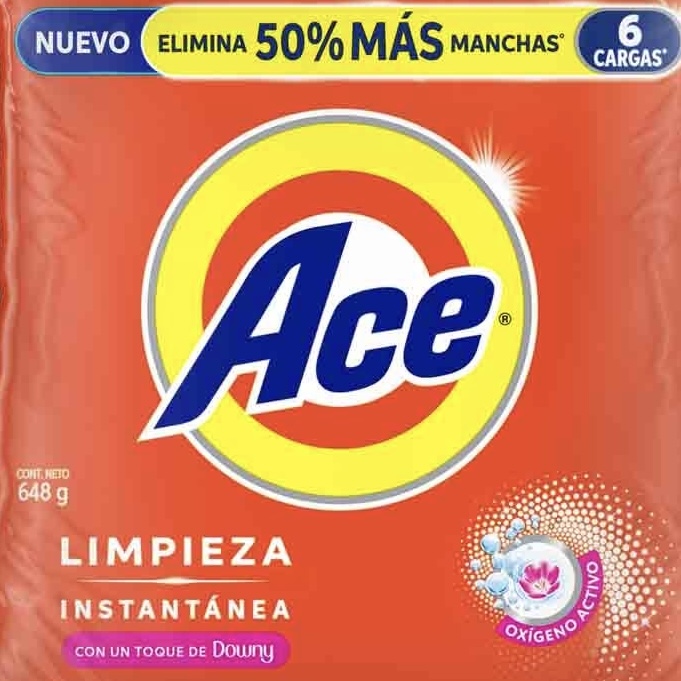 NUEVO
ELIMINA 50% MÁS MANCHAS°
6
CARGAS*
Ace®
CONT. NETO
648 g
LIMPIEZA
INSTANTÁNEA
CON UN TOQUE DE Downy
OXÍGENO ACTIVO